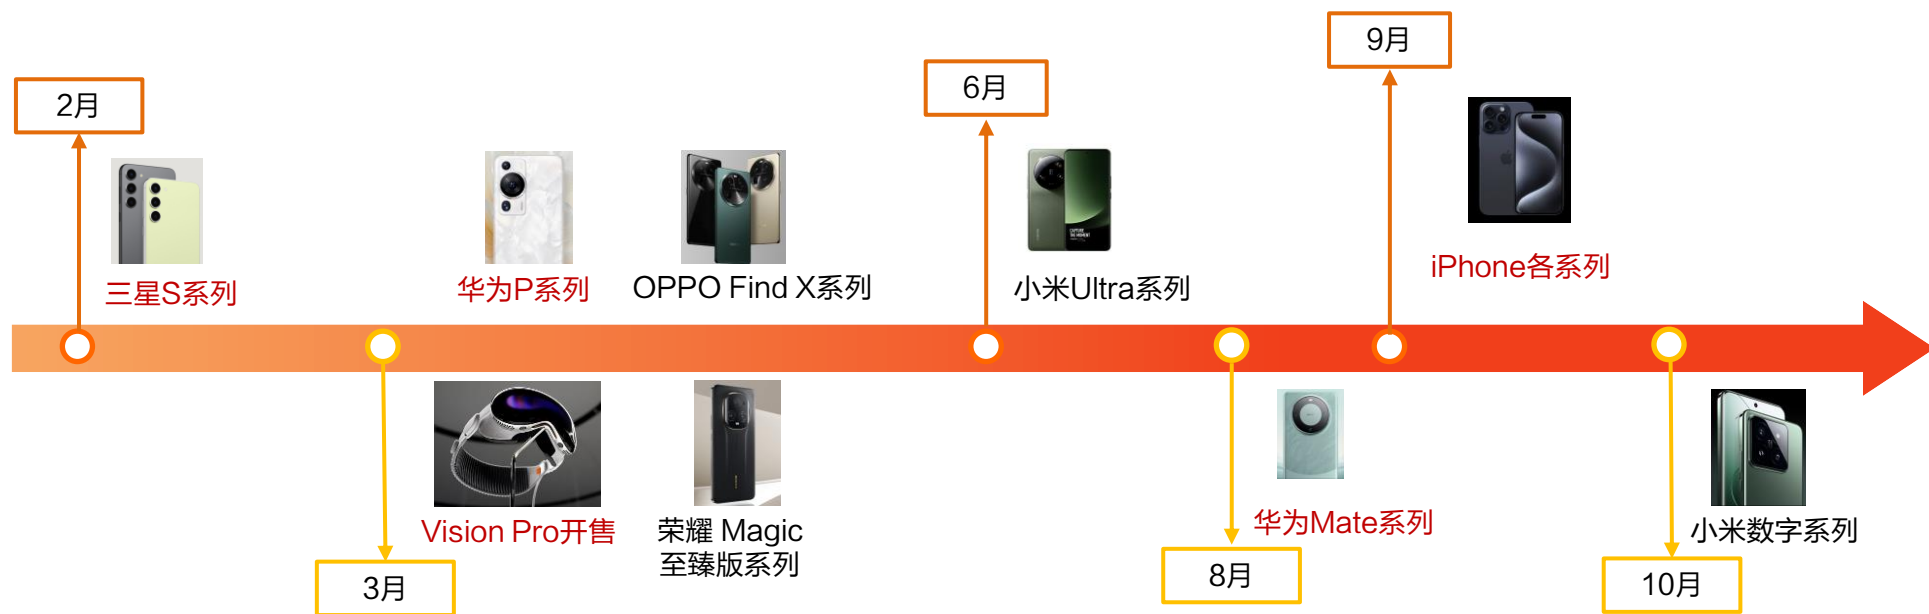 9月
6月
2月
iPhone各系列
三星S系列
华为P系列
OPPO Find X系列
小米Ultra系列
Vision Pro开售
荣耀 Magic
至臻版系列
华为Mate系列
小米数字系列
3月
8月
10月